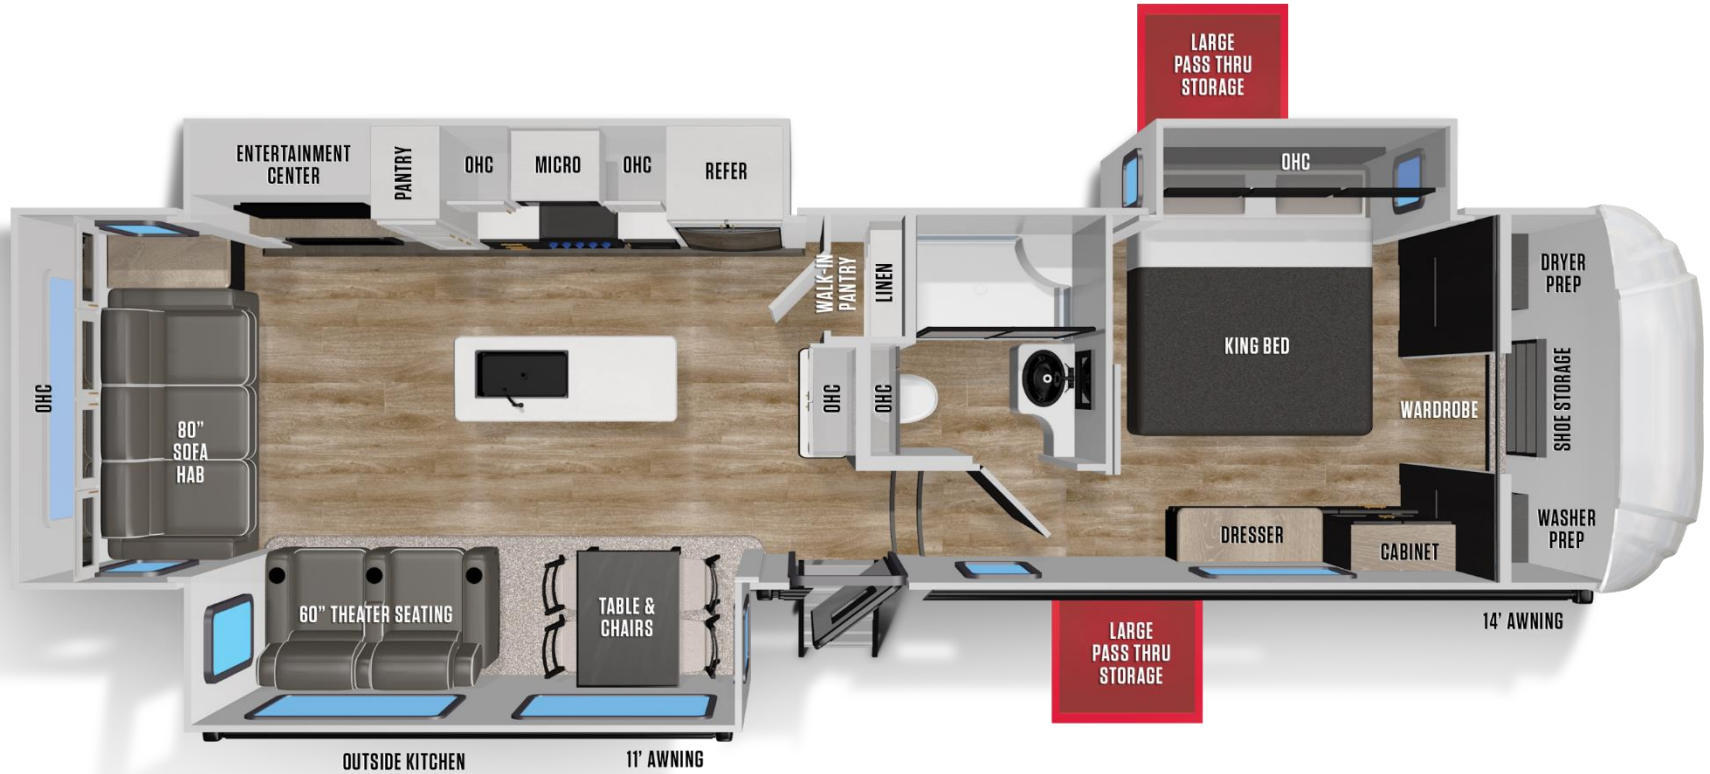 LARGE
PASS THRU
STORAGE
ENTERTAINMENT
CENTER
PANTRY
OHC
MICRO
OHC
REFER
OHC
WALK-IN
PANTRY
LINEN
DRYER
PREP
KING BED
OHC
80”
SOFA
HAB
OHC
OHC
WARDROBE
SHOE STORAGE
DRESSER
CABINET
WASHER
PREP
60” THEATER SEATING
TABLE &
CHAIRS
LARGE
PASS THRU
STORAGE
14’ AWNING
OUTSIDE KITCHEN
11’ AWNING